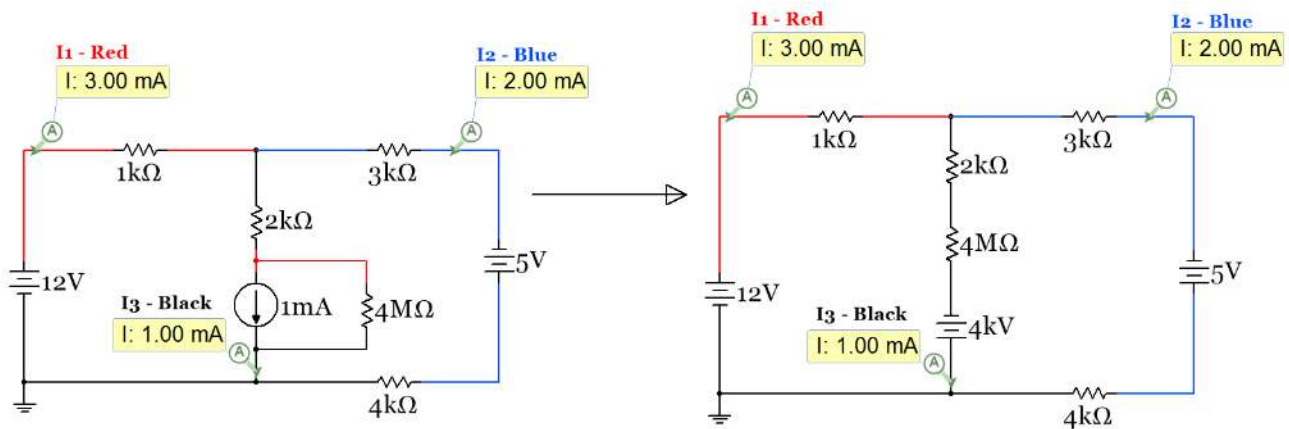 I1 - Red
I: 3.00 mA
I2 - Blue
I: 2.00 mA
A
A
1kΩ
3kΩ
2kΩ
12V
5V
1mA
4MΩ
I3 - Black
I: 1.00 mA
A
4kΩ
I1 - Red
I: 3.00 mA
I2 - Blue
I: 2.00 mA
A
A
1kΩ
3kΩ
2kΩ
4MΩ
12V
5V
I3 - Black
I: 1.00 mA
4kV
A
4kΩ